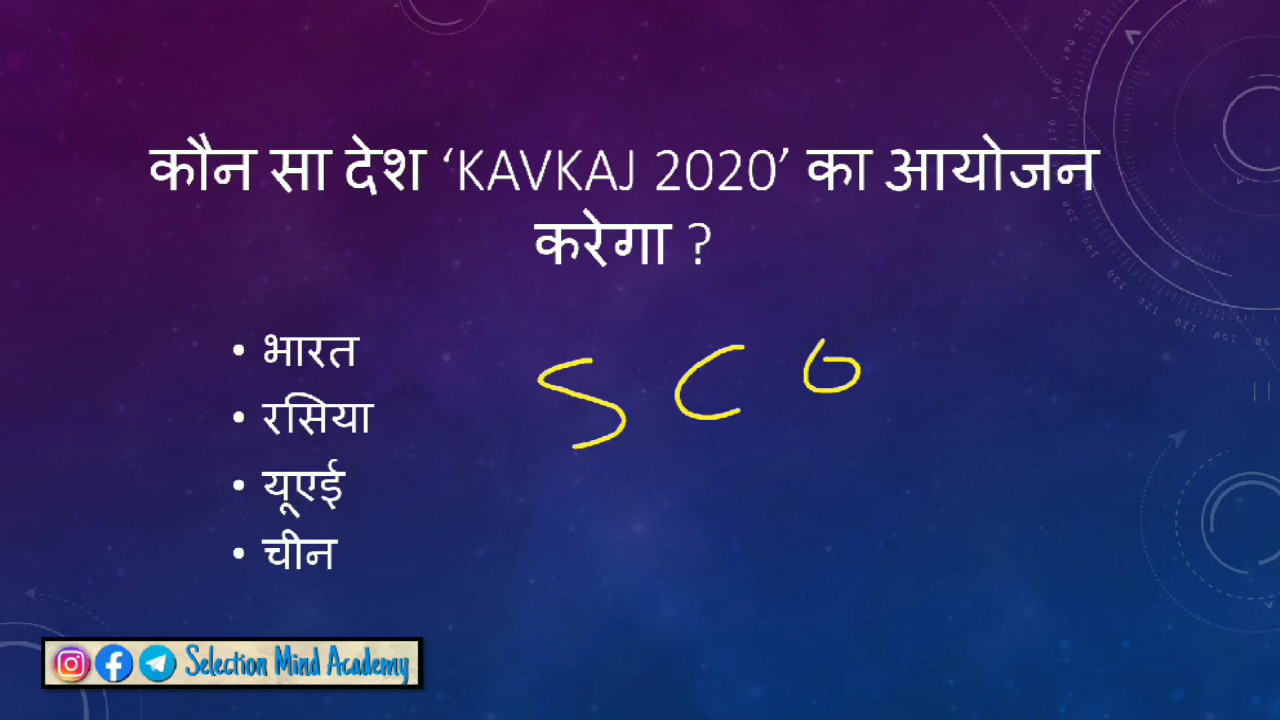 कौन सा देश ‘KAVKAJ 2020’ का आयोजन
करेगा ?
• भारत
• रसिया
• यूएई
• चीन
SCO
Selection Mind Academy